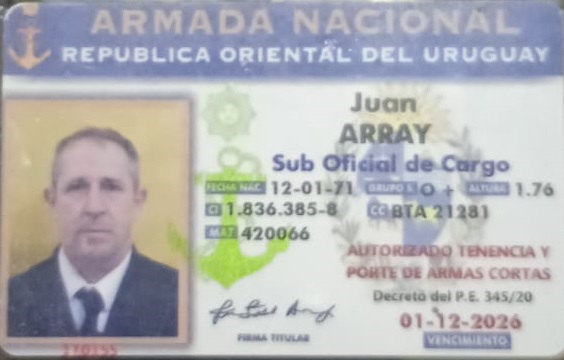 ARMADA NACIONAL
REPUBLICA ORIENTAL DEL URUGUAY
Juan
ARRAY
Sub Oficial de Cargo
FECHA NAC. 12-01-71 GRUPO S. O + ALTURA 1.76
CI 1.836.385-8 CC BTA 21281
MAT 420066
AUTORIZADO TENENCIA Y
PORTE DE ARMAS CORTAS
Decreto del P.E. 345/20
01-12-2026
FIRMA TITULAR
VENCIMIENTO